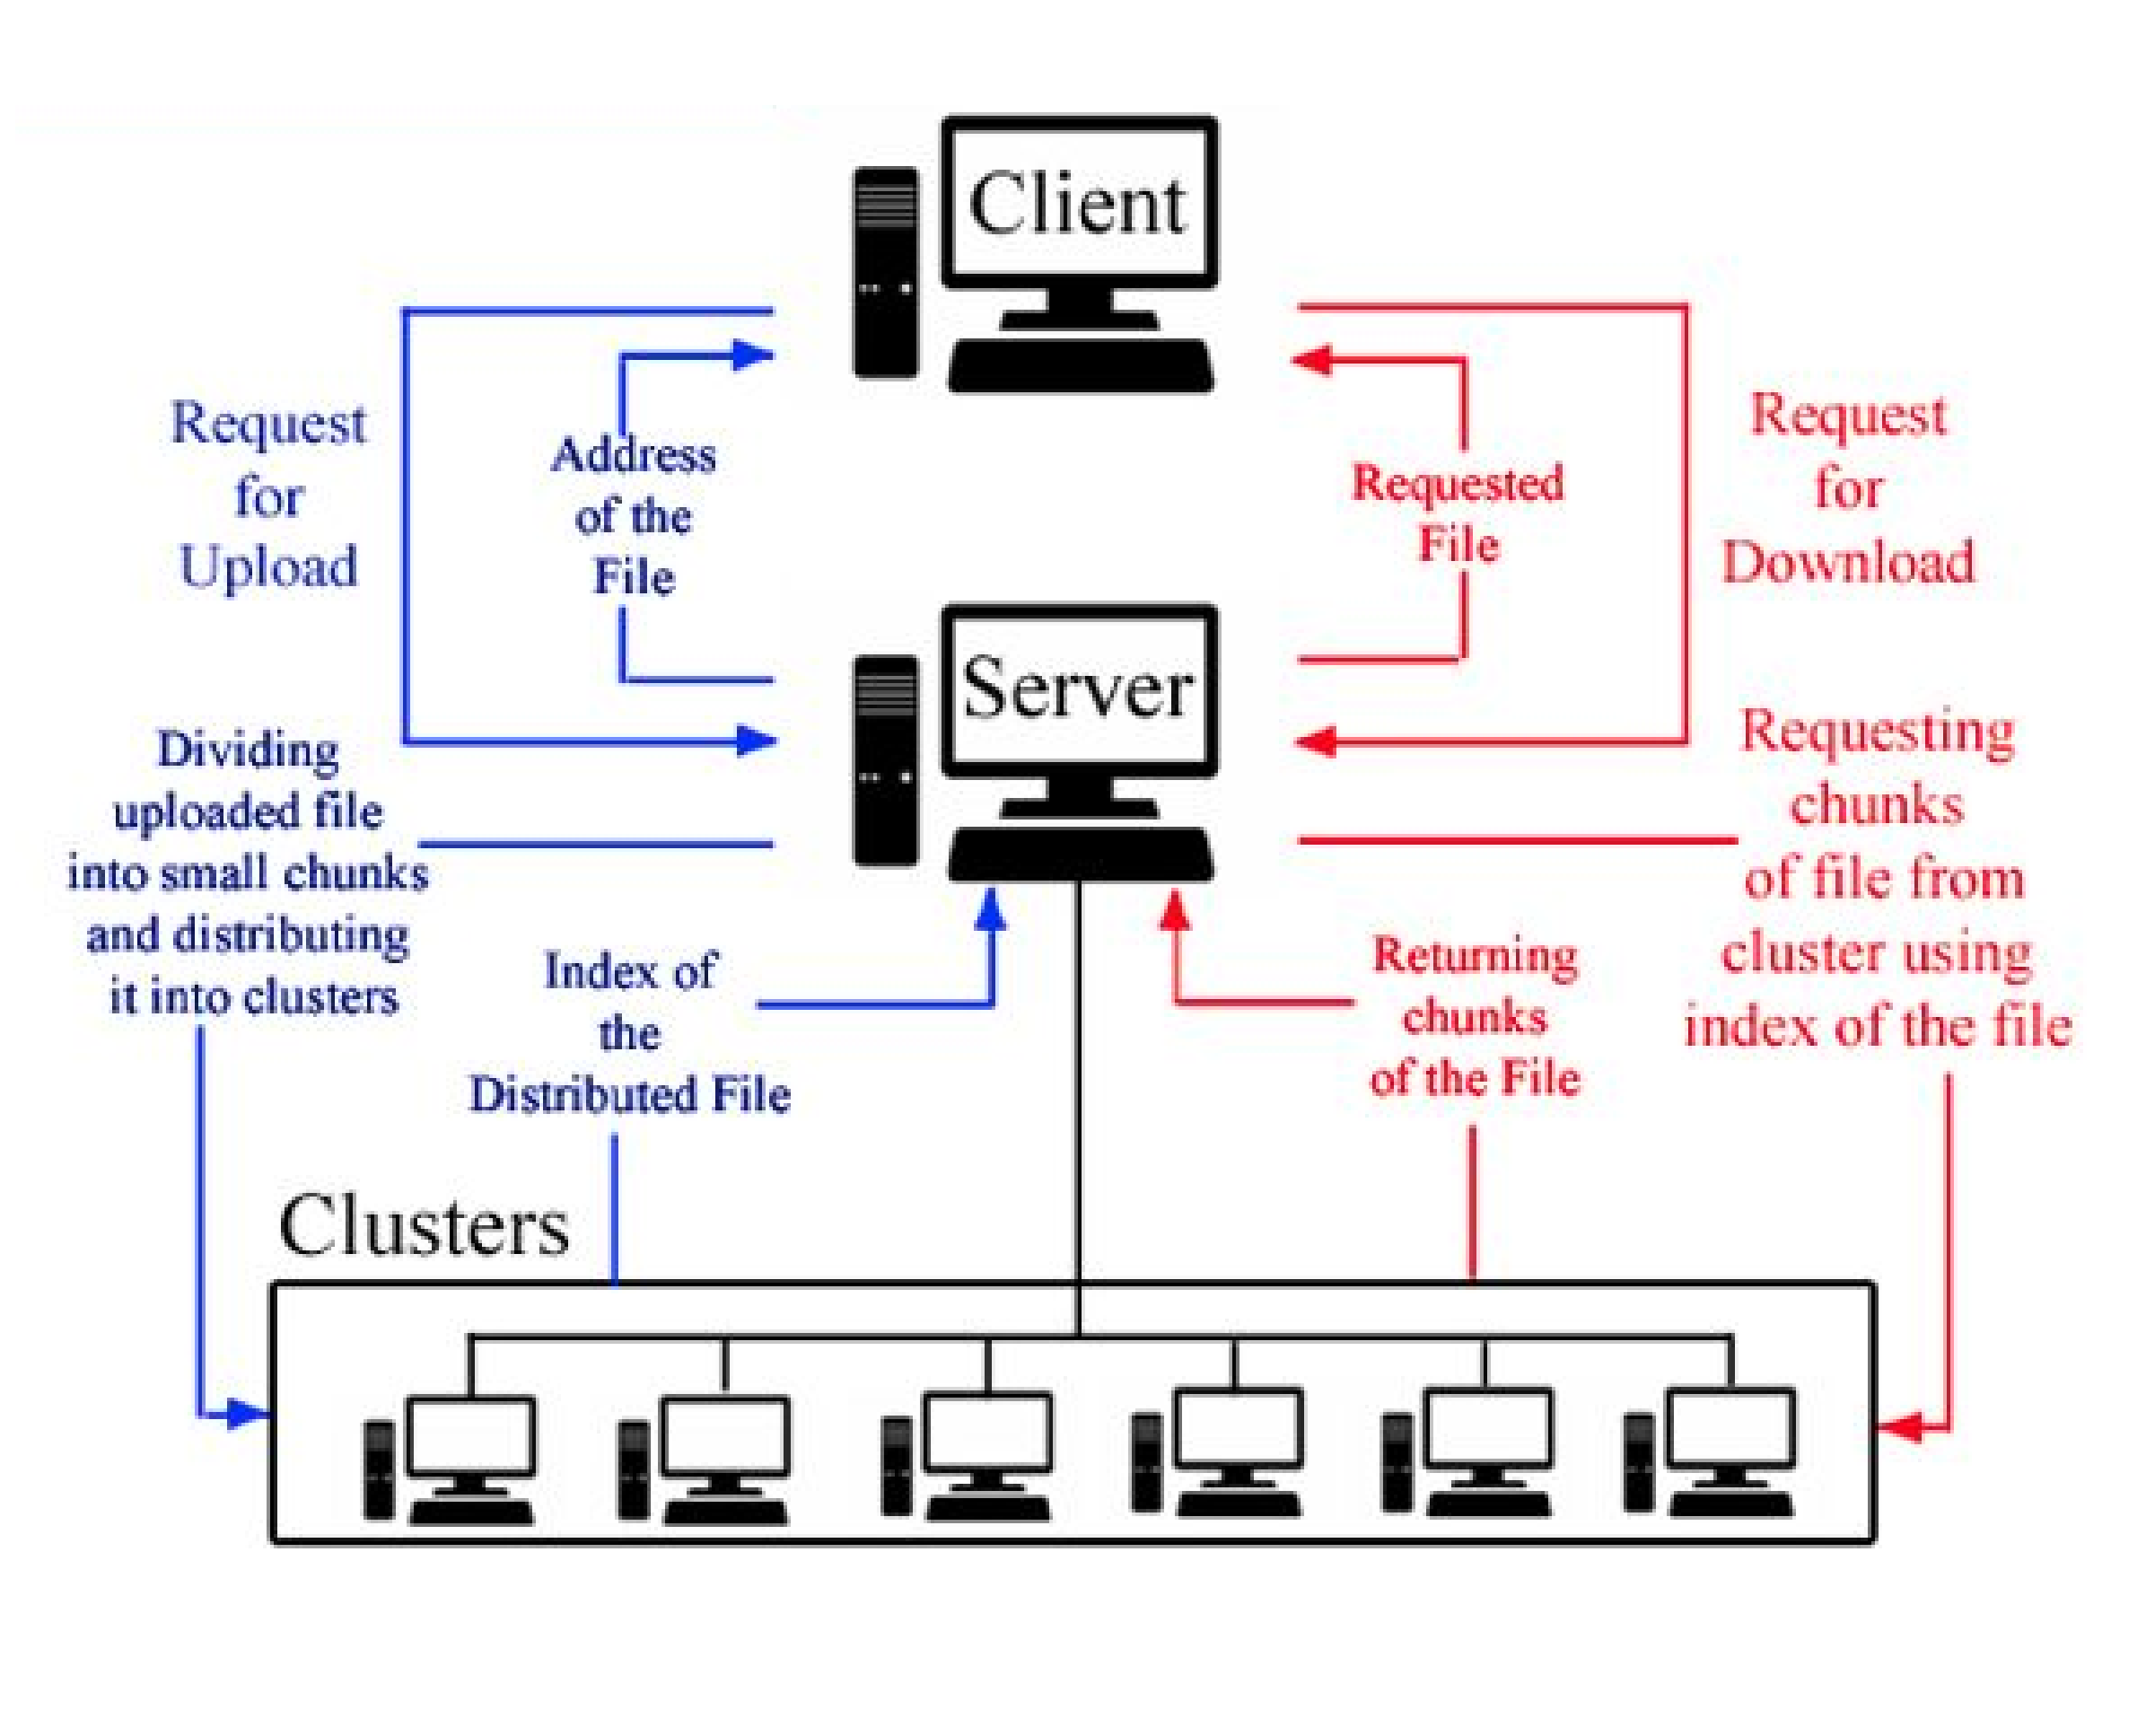 Client
Request
for
Upload
Address
of the
File
Requested
File
Request
for
Download
Server
Dividing
uploaded file
into small chunks
and distributing
it into clusters
Index of
the
Distributed File
Returning
chunks
of the File
Requesting
chunks
of file from
cluster using
index of the file
Clusters